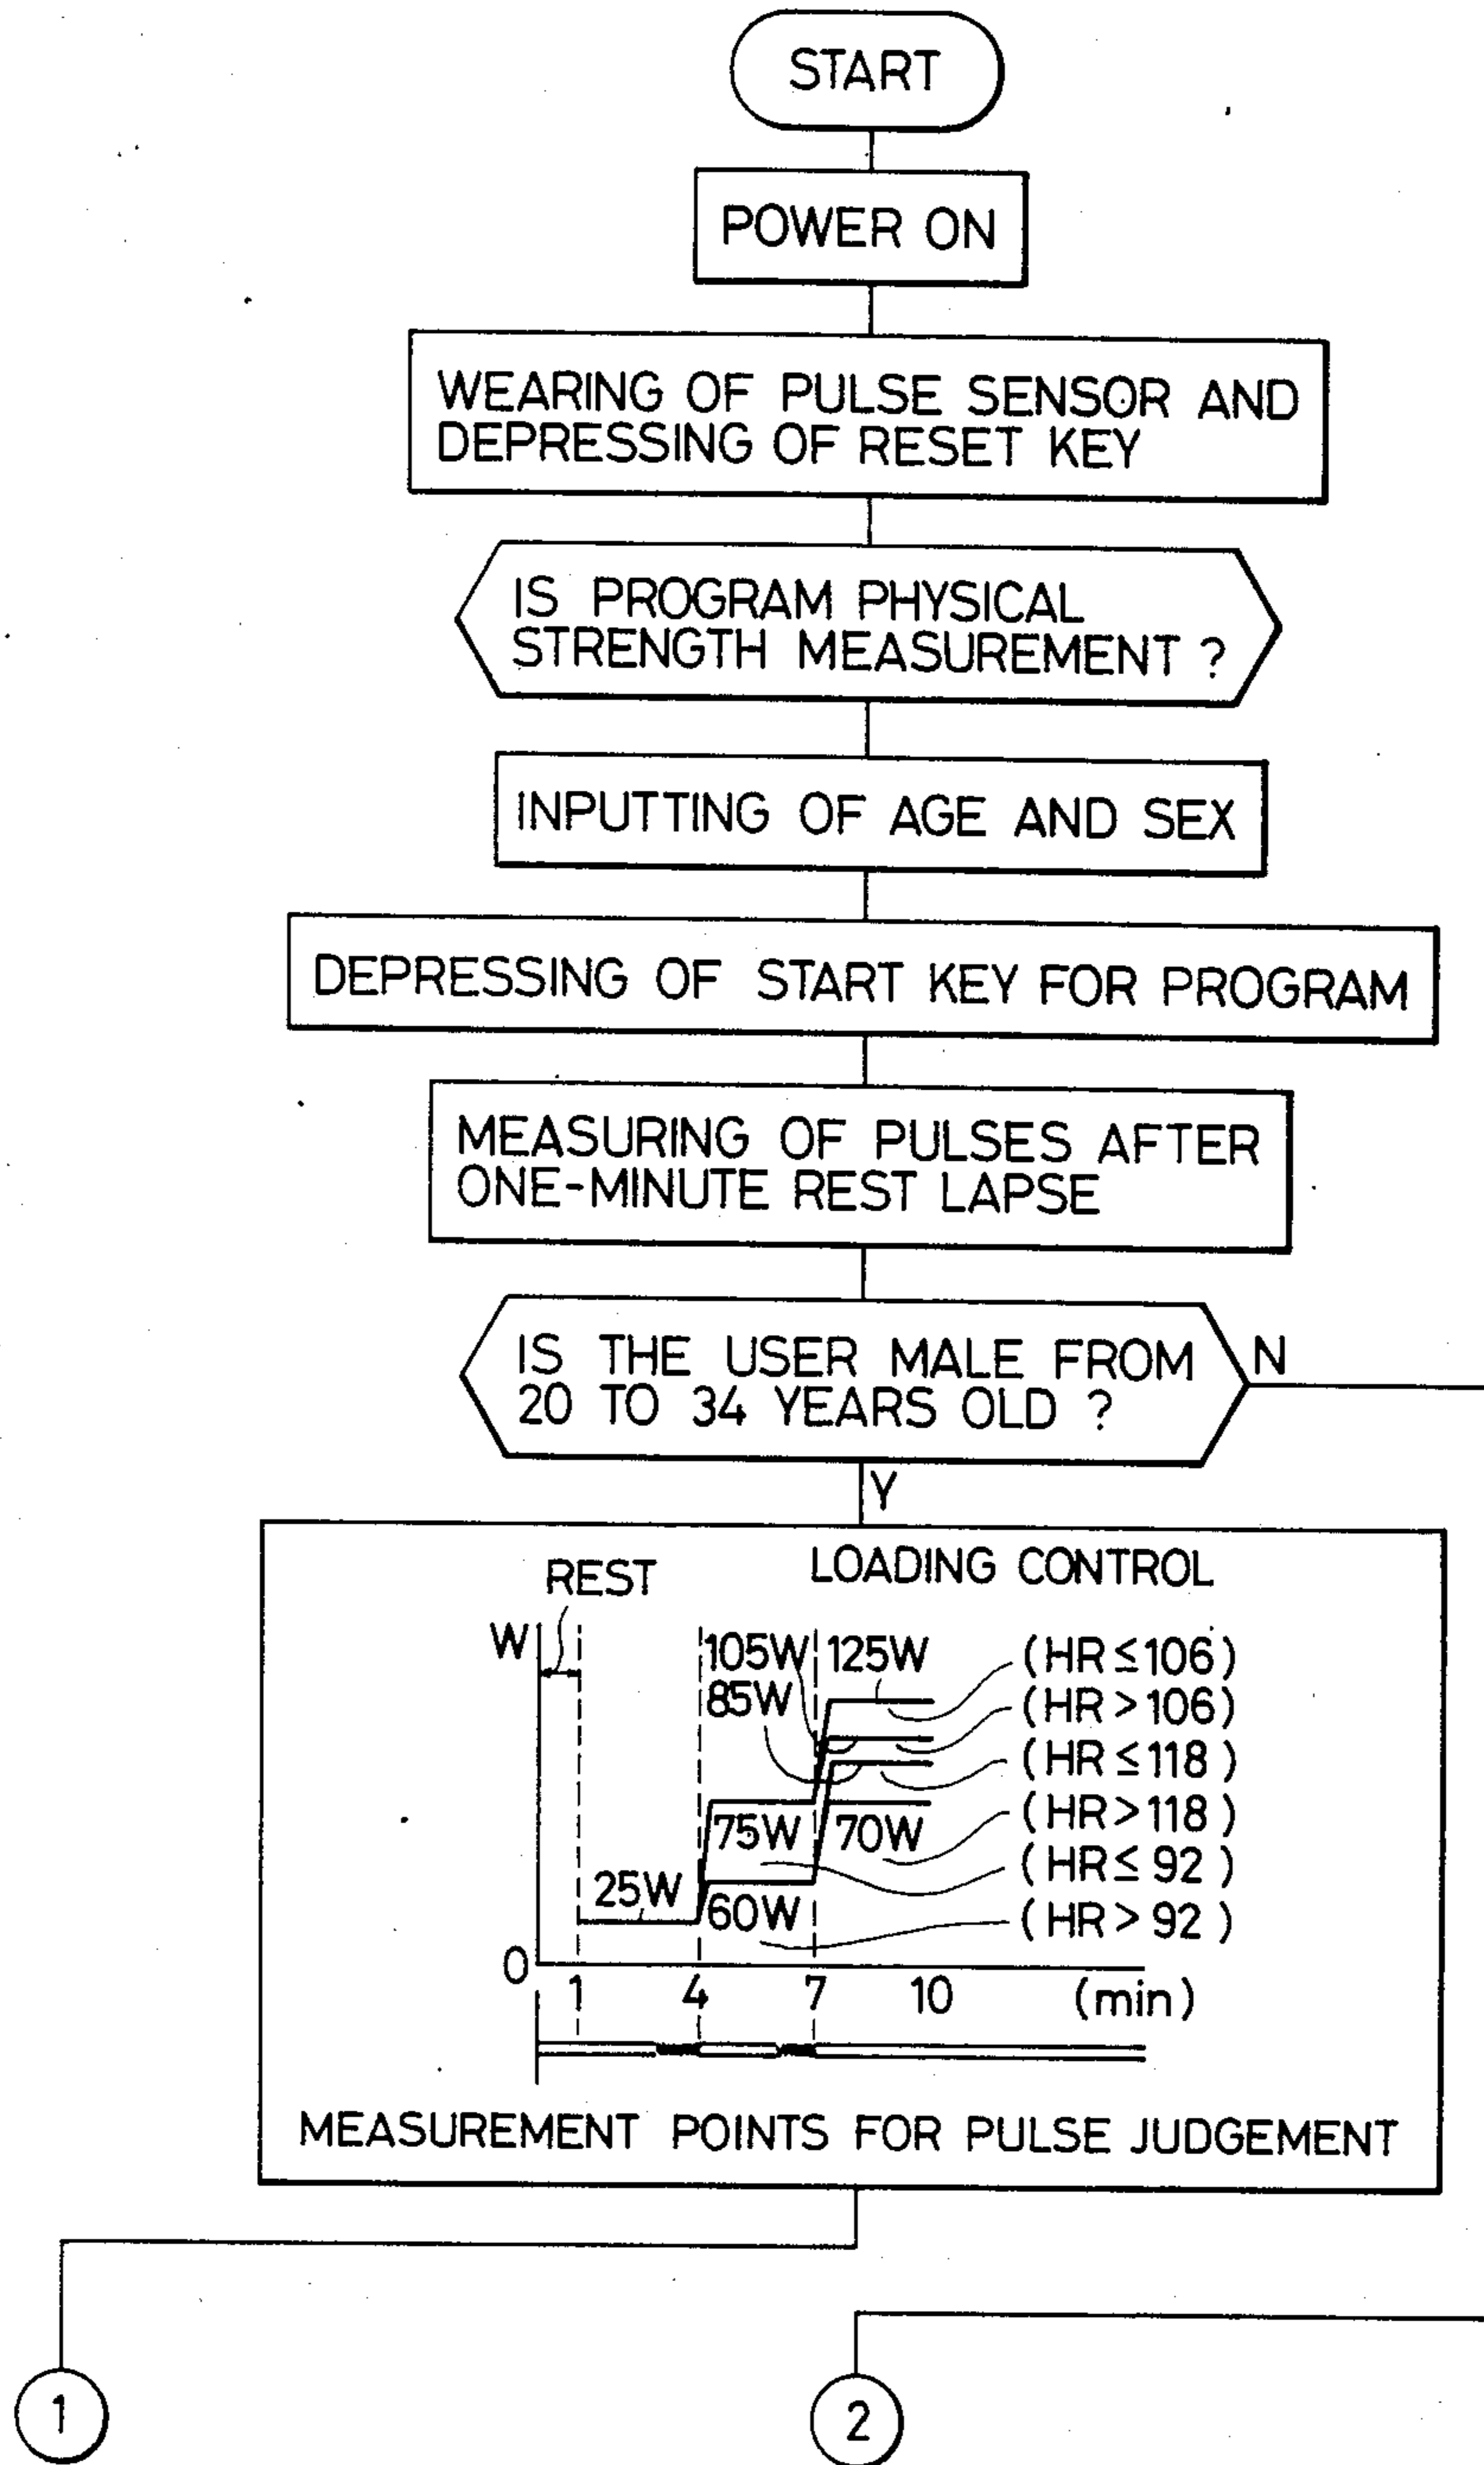 START
POWER ON
WEARING OF PULSE SENSOR AND
DEPRESSING OF RESET KEY
IS PROGRAM PHYSICAL
STRENGTH MEASUREMENT ?
INPUTTING OF AGE AND SEX
DEPRESSING OF START KEY FOR PROGRAM
MEASURING OF PULSES AFTER
ONE-MINUTE REST LAPSE
IS THE USER MALE FROM
20 TO 34 YEARS OLD ?
N
Y
REST
LOADING CONTROL
W
105W 125W (HR≤106)
85W (HR>106)
(HR≤118)
75W 70W (HR>118)
25W (HR≤92)
60W (HR>92)
0
1 4 7 10 (min)
MEASUREMENT POINTS FOR PULSE JUDGEMENT
1
2